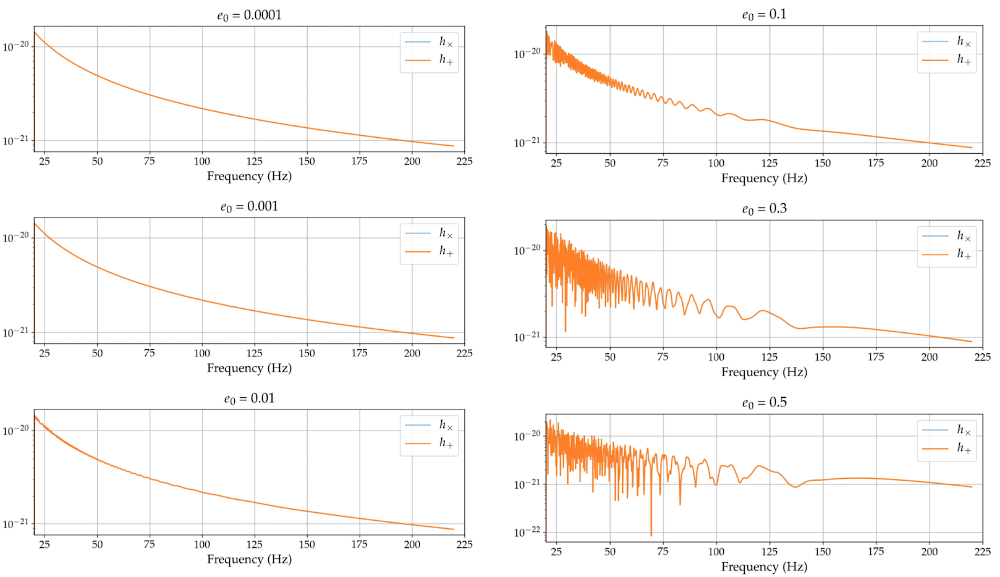 e₀ = 0.0001
h×
h₊
10⁻²⁰
10⁻²¹
25 50 75 100 125 150 175 200 225
Frequency (Hz)
e₀ = 0.001
h×
h₊
10⁻²⁰
10⁻²¹
25 50 75 100 125 150 175 200 225
Frequency (Hz)
e₀ = 0.01
h×
h₊
10⁻²⁰
10⁻²¹
25 50 75 100 125 150 175 200 225
Frequency (Hz)
e₀ = 0.1
h×
h₊
10⁻²⁰
10⁻²¹
25 50 75 100 125 150 175 200 225
Frequency (Hz)
e₀ = 0.3
h×
h₊
10⁻²⁰
10⁻²¹
25 50 75 100 125 150 175 200 225
Frequency (Hz)
e₀ = 0.5
h×
h₊
10⁻²⁰
10⁻²¹
10⁻²²
25 50 75 100 125 150 175 200 225
Frequency (Hz)